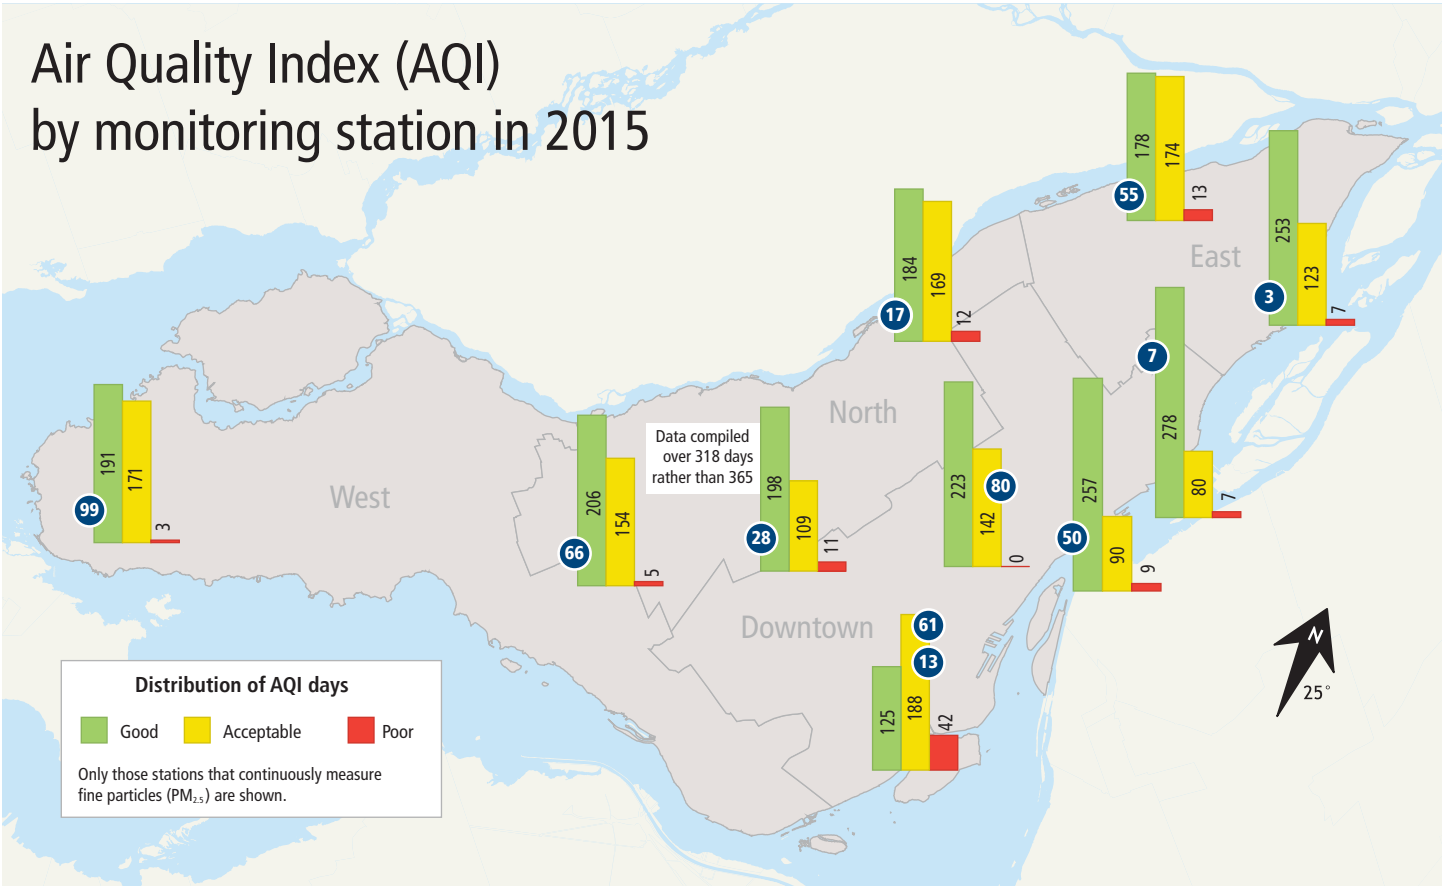 Air Quality Index (AQI)
by monitoring station in 2015
178
174
13
55
253
123
7
3
East
184
169
12
17
7
278
80
7
191
171
3
99
West
206
154
5
66
Data compiled
over 318 days
rather than 365
198
109
11
28
North
223
142
0
80
257
90
9
50
Downtown
61
13
125
188
42
N
25°
Distribution of AQI days
Good
Acceptable
Poor
Only those stations that continuously measure
fine particles (PM2.5) are shown.